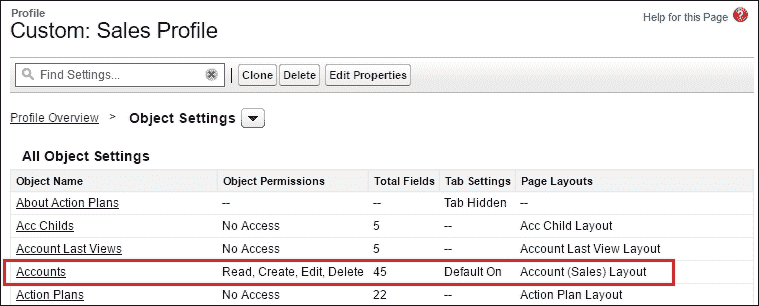 Profile
Custom: Sales Profile
Help for this Page
Find Settings...
Clone Delete Edit Properties
Profile Overview > Object Settings
All Object Settings
Object Name Object Permissions Total Fields Tab Settings Page Layouts
About Action Plans -- -- Tab Hidden --
Acc Childs No Access 5 -- Acc Child Layout
Account Last Views No Access 5 -- Account Last View Layout
Accounts Read, Create, Edit, Delete 45 Default On Account (Sales) Layout
Action Plans No Access 22 -- Action Plan Layout